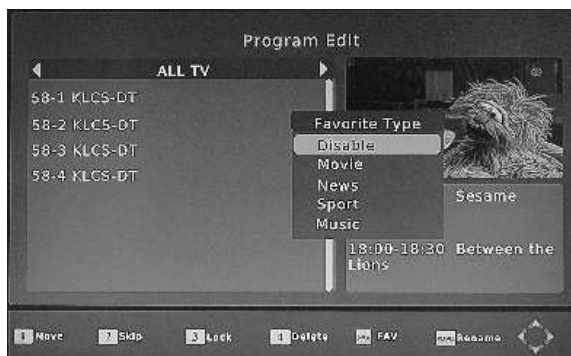 Program Edit
ALL TV
58-1 KLCS-DT
58-2 KLCS-DT
58-3 KLCS-DT
58-4 KLCS-DT
Favorite Type
Disable
Movie
News
Sport
Music
Sesame
18:00-18:30 Between the
Lions
1 Move 2 Skip 3 Lock 4 Delete FAV Rename